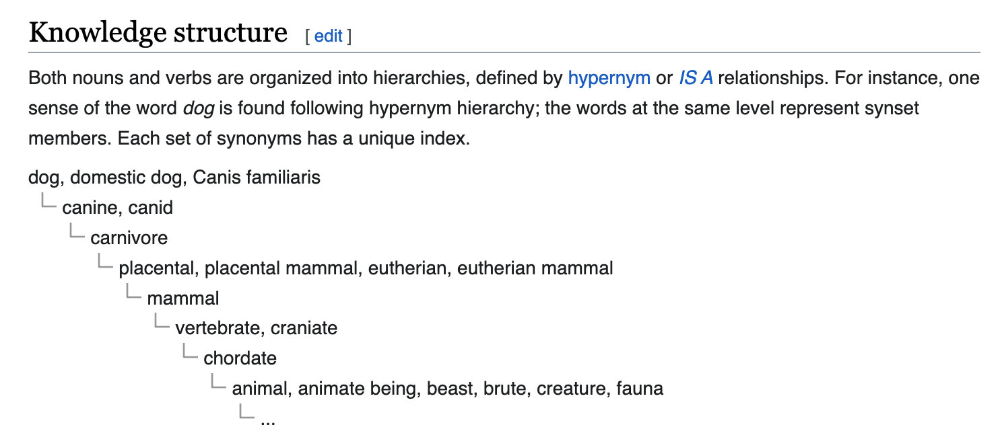 Knowledge structure [ edit ]
Both nouns and verbs are organized into hierarchies, defined by hypernym or IS A relationships. For instance, one
sense of the word dog is found following hypernym hierarchy; the words at the same level represent synset
members. Each set of synonyms has a unique index.
dog, domestic dog, Canis familiaris
canine, canid
carnivore
placental, placental mammal, eutherian, eutherian mammal
mammal
vertebrate, craniate
chordate
animal, animate being, beast, brute, creature, fauna
...